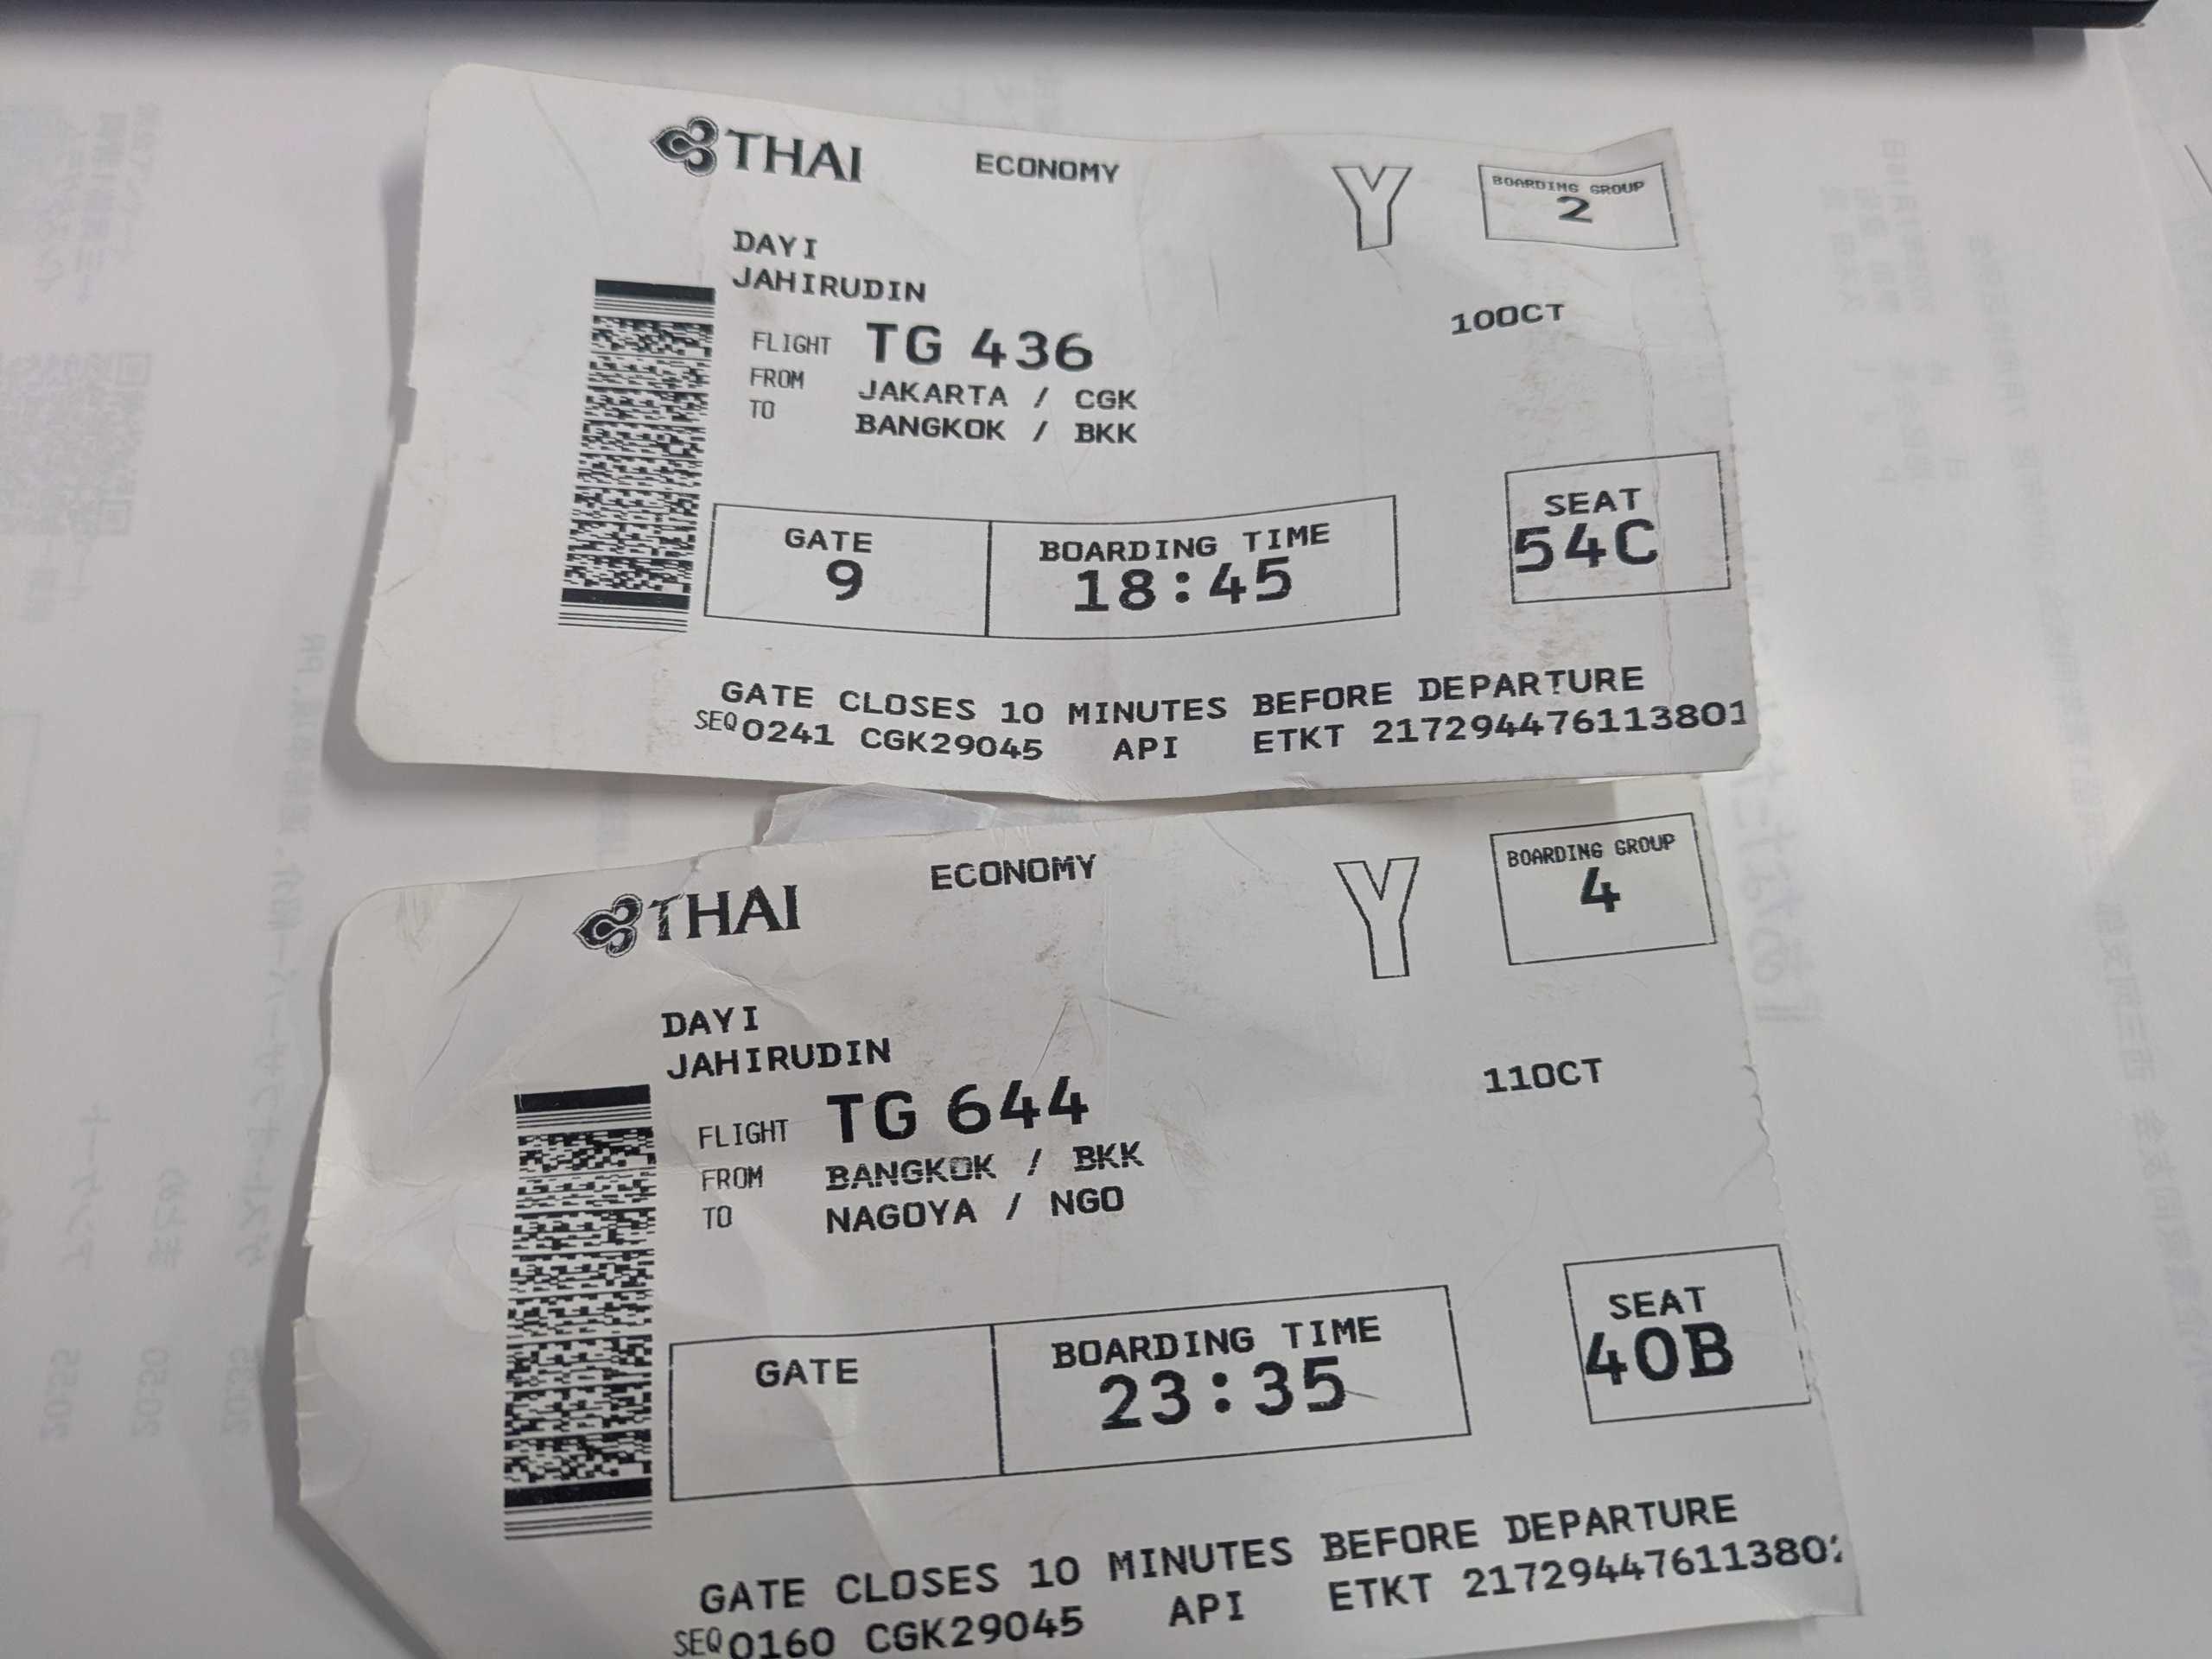 THAI ECONOMY Y BOARDING GROUP
2
DAYI
JAHIRUDIN
10OCT
FLIGHT TG 436
FROM JAKARTA / CGK
TO BANGKOK / BKK
GATE BOARDING TIME SEAT
9 18:45 54C
GATE CLOSES 10 MINUTES BEFORE DEPARTURE
SEQ 0241 CGK29045 API ETKT 217294476113801
THAI ECONOMY Y BOARDING GROUP
4
DAYI
JAHIRUDIN
11OCT
FLIGHT TG 644
FROM BANGKOK / BKK
TO NAGOYA / NGO
GATE BOARDING TIME SEAT
23:35 40B
GATE CLOSES 10 MINUTES BEFORE DEPARTURE
SEQ 0160 CGK29045 API ETKT